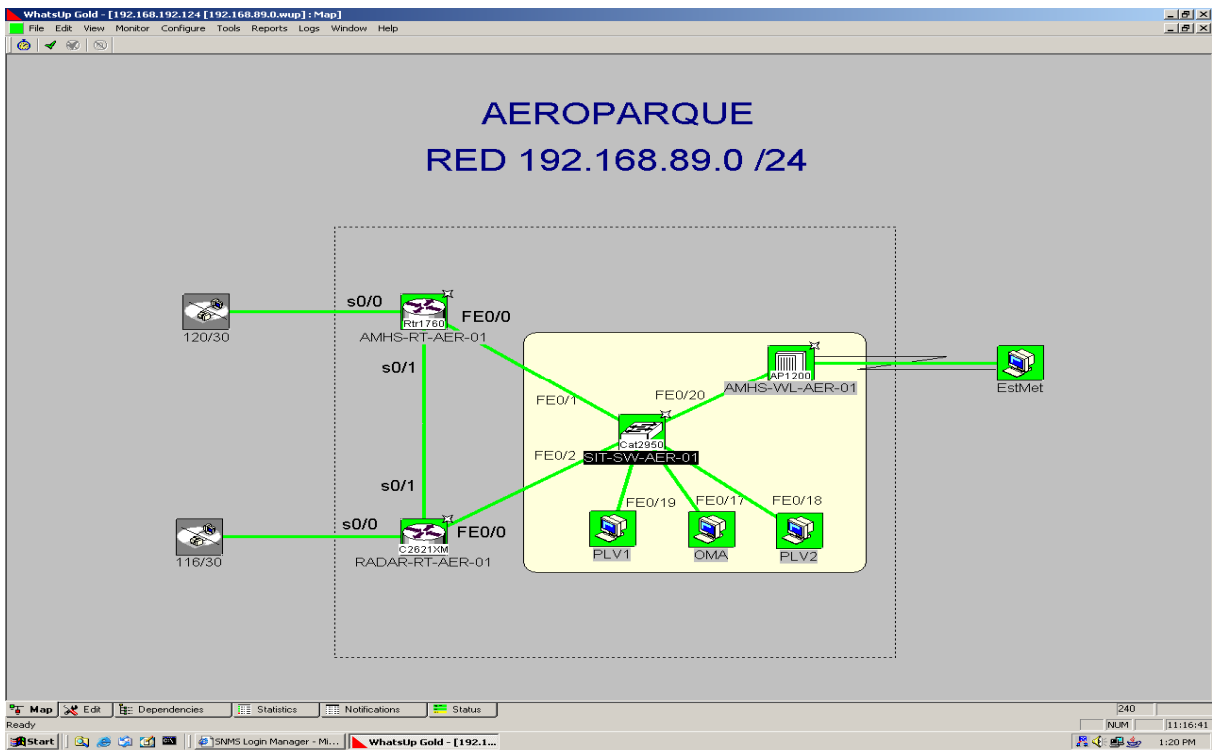 WhatsUp Gold - [192.168.192.124 [192.168.89.0.wup] : Map]
File Edit View Monitor Configure Tools Reports Logs Window Help
AEROPARQUE
RED 192.168.89.0 /24
120/30
s0/0
Rtr1760
FE0/0
AMHS-RT-AER-01
s0/1
AP1200
AMHS-WL-AER-01
EstMet
FE0/1
FE0/20
Cat2950
FE0/2
SIT-SW-AER-01
s0/1
FE0/19
FE0/17
FE0/18
s0/0
C2621XM
FE0/0
116/30
RADAR-RT-AER-01
PLV1
OMA
PLV2
Map Edit Dependencies Statistics Notifications Status
240
Ready
NUM
11:16:41
Start
SNMS Login Manager - Mi...
WhatsUp Gold - [192.1...
1:20 PM